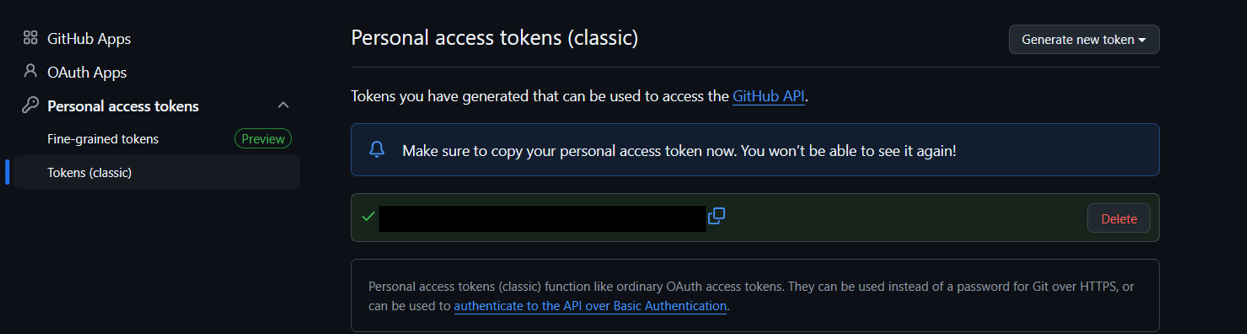 GitHub Apps
OAuth Apps
Personal access tokens
Fine-grained tokens Preview
Tokens (classic)
Personal access tokens (classic)
Generate new token
Tokens you have generated that can be used to access the GitHub API.
Make sure to copy your personal access token now. You won’t be able to see it again!
Delete
Personal access tokens (classic) function like ordinary OAuth access tokens. They can be used instead of a password for Git over HTTPS, or
can be used to authenticate to the API over Basic Authentication.